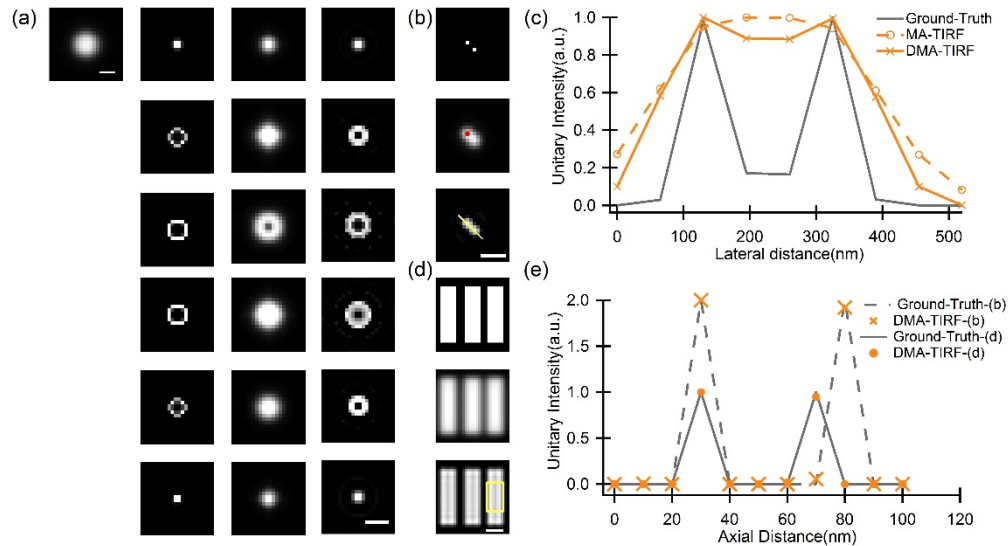 (a)
(b)
(c)
Unitary Intensity(a.u.)
1.0
0.8
0.6
0.4
0.2
0.0
Ground-Truth
MA-TIRF
DMA-TIRF
0 100 200 300 400 500
Lateral distance(nm)
(d)
(e)
Unitary Intensity(a.u.)
2.0
1.5
1.0
0.5
0.0
Ground-Truth-(b)
DMA-TIRF-(b)
Ground-Truth-(d)
DMA-TIRF-(d)
0 20 40 60 80 100 120
Axial Distance(nm)